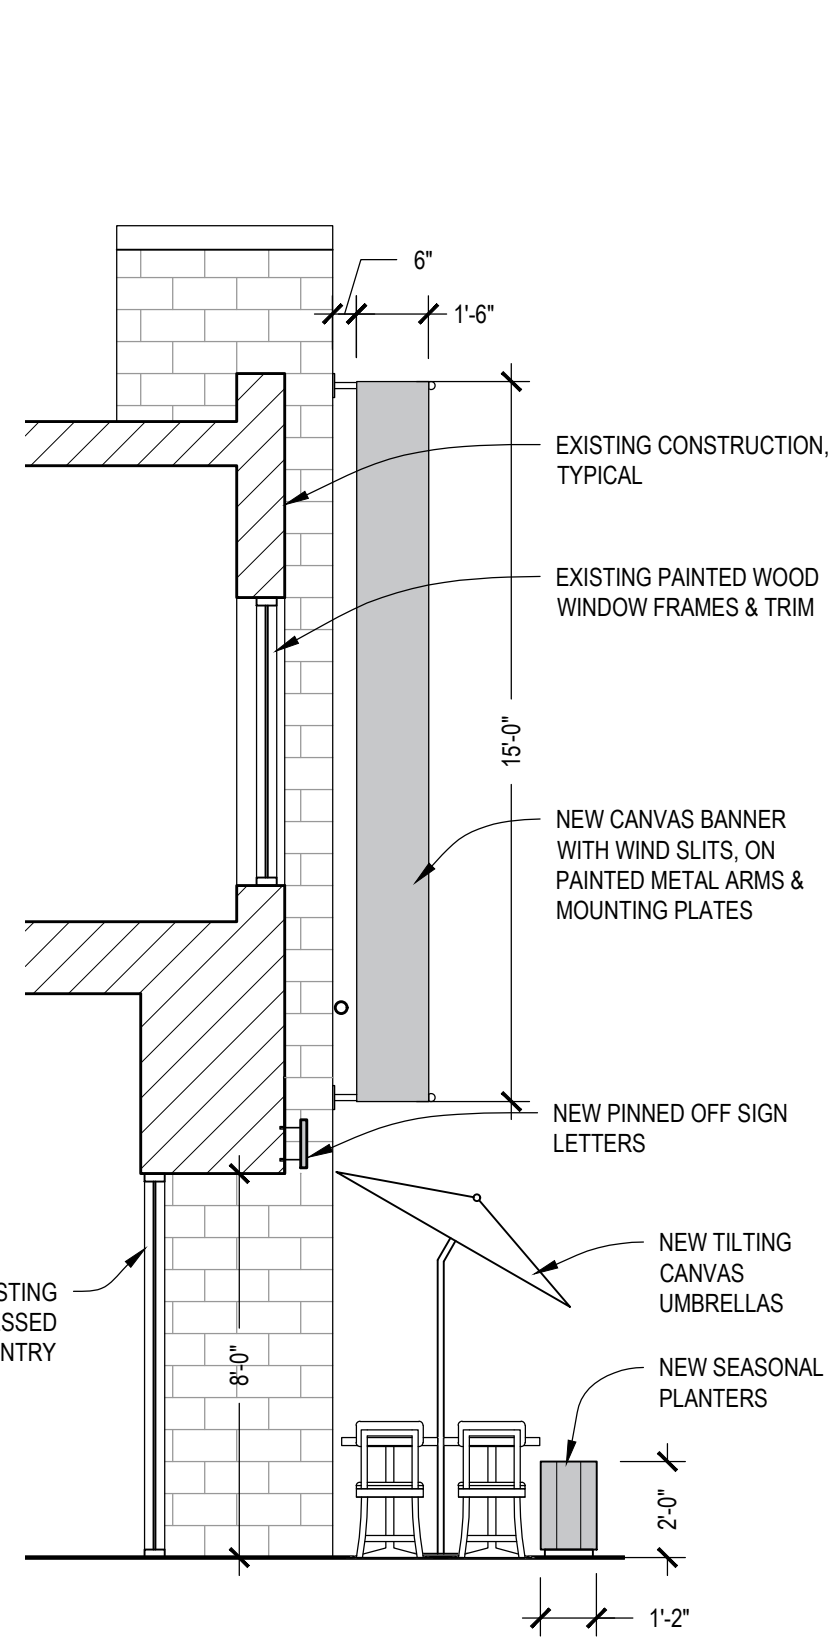 6"
1'-6"
EXISTING CONSTRUCTION,
TYPICAL
EXISTING PAINTED WOOD
WINDOW FRAMES & TRIM
15'-0"
NEW CANVAS BANNER
WITH WIND SLITS, ON
PAINTED METAL ARMS &
MOUNTING PLATES
NEW PINNED OFF SIGN
LETTERS
NEW TILTING
CANVAS
UMBRELLAS
STING
SSED
NTRY
8'-0"
NEW SEASONAL
PLANTERS
2'-0"
1'-2"